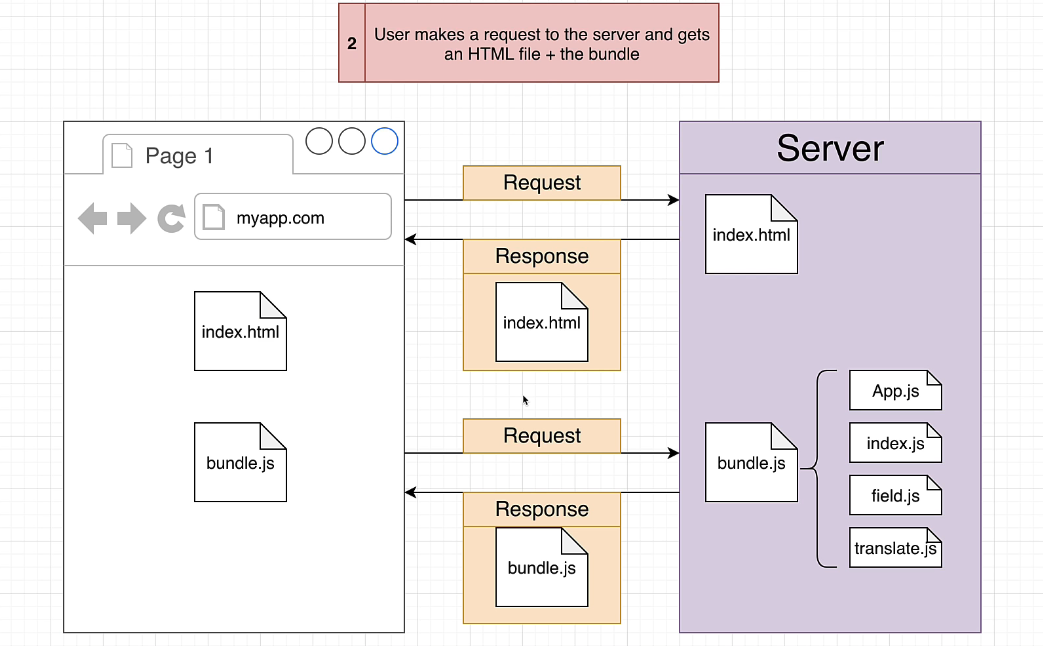 2
User makes a request to the server and gets
an HTML file + the bundle
Page 1
myapp.com
index.html
bundle.js
Request
Response
index.html
Request
Response
bundle.js
Server
index.html
bundle.js
App.js
index.js
field.js
translate.js